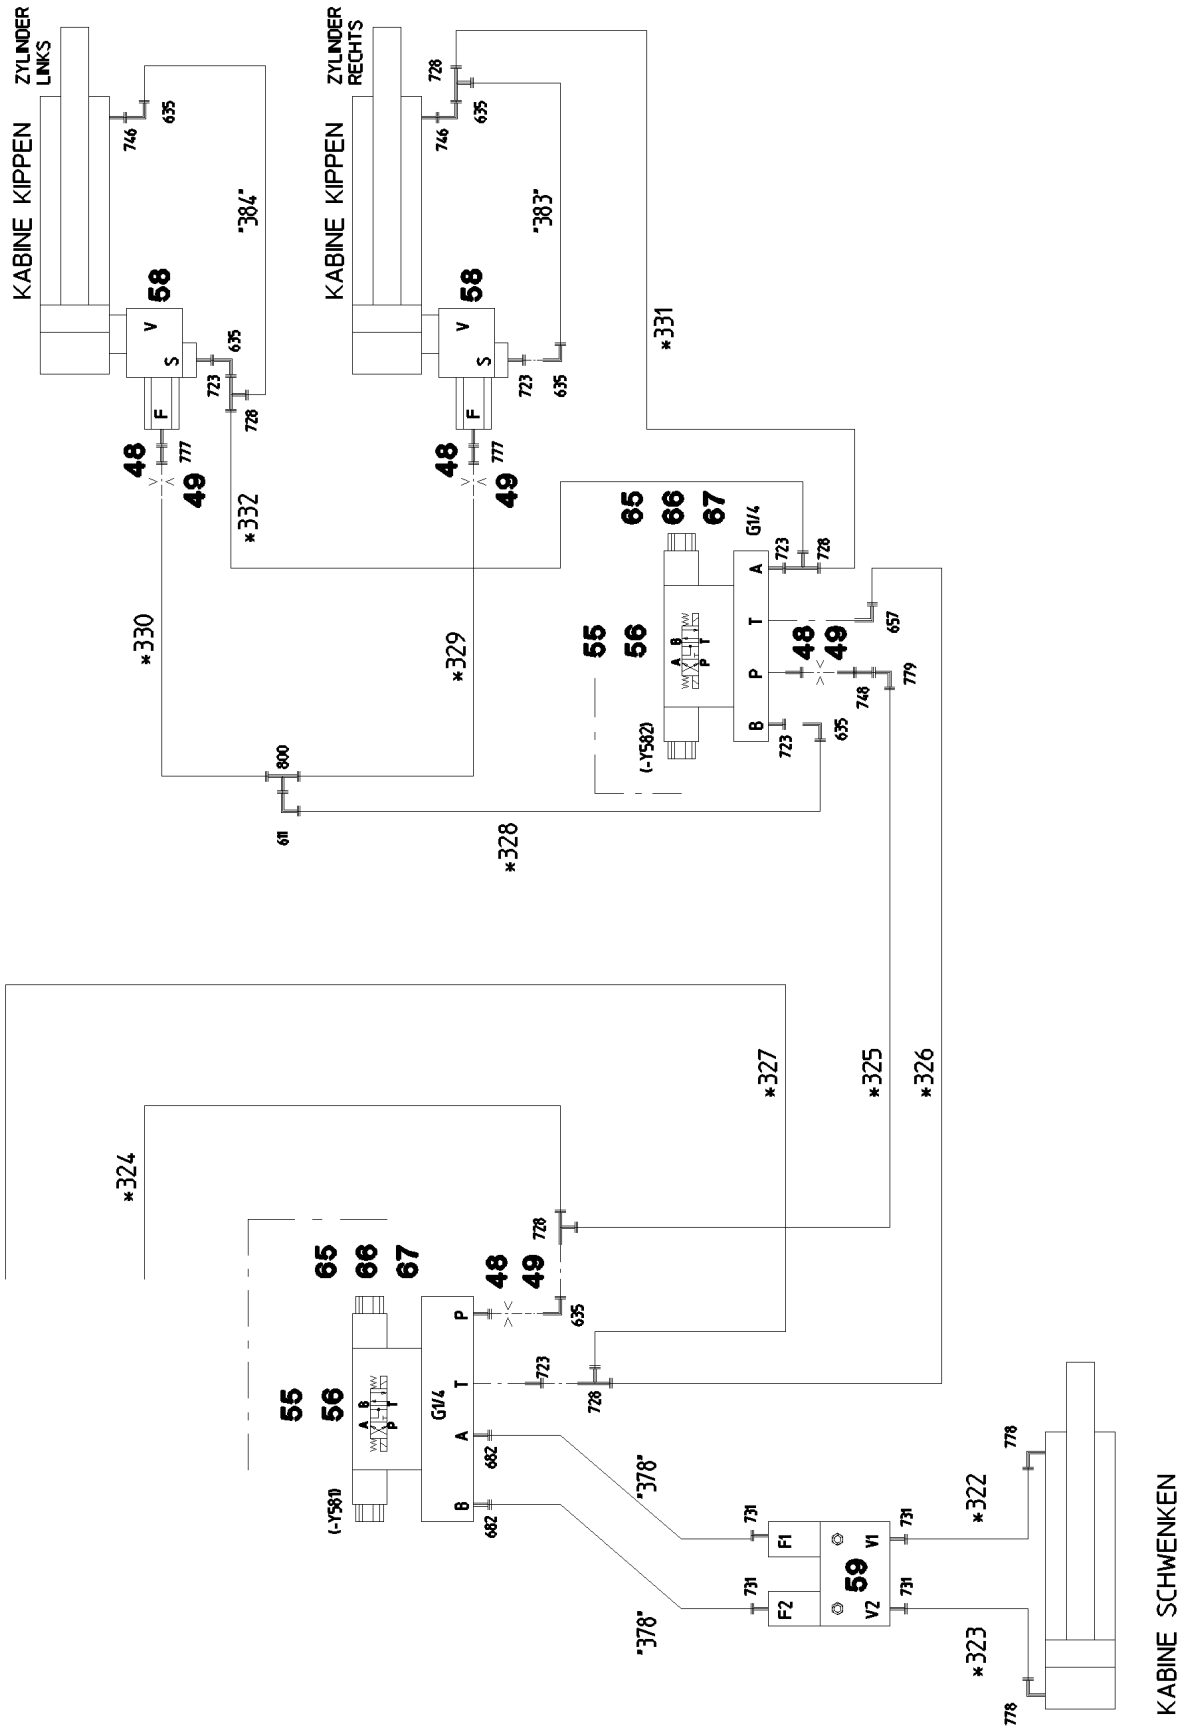 ZYLINDER
LINKS
KABINE KIPPEN
746
635
"384"
58
V
S
F
635
723
728
48
777
49
*332
*330
ZYLINDER
RECHTS
KABINE KIPPEN
728
746
635
"383"
58
V
S
F
723
635
48
777
49
*331
*329
800
611
*328
65
66
67
G1/4
55
56
A
B
P
T
(-Y582)
B
P
T
A
723
728
657
48
49
748
779
723
635
*327
*325
*326
*324
65
66
67
55
56
A
B
P
T
(-Y581)
G1/4
B
A
T
P
48
49
728
635
723
728
682
682
"378"
"378"
731
731
F1
F2
59
V1
V2
731
731
*322
*323
778
778
KABINE SCHWENKEN